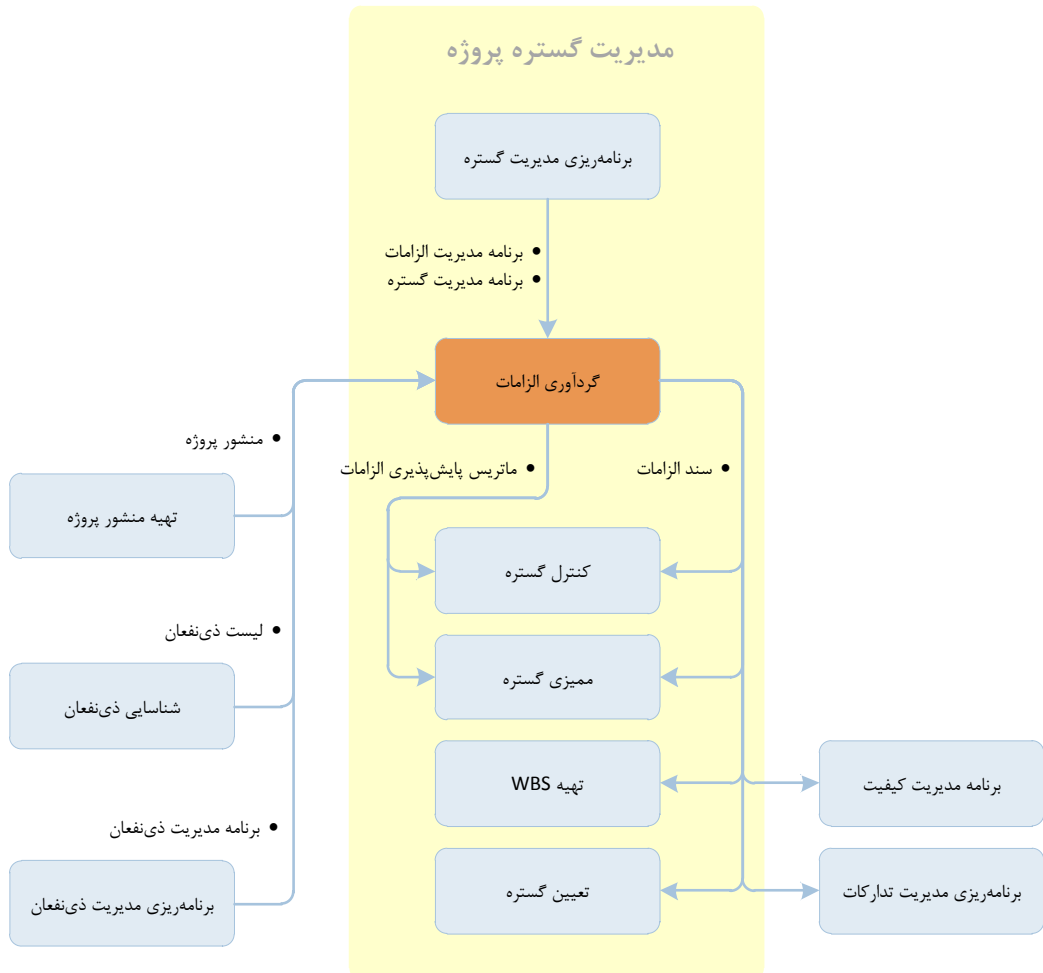 مدیریت گستره پروژه
برنامه‌ریزی مدیریت گستره
• برنامه مدیریت الزامات
• برنامه مدیریت گستره
گردآوری الزامات
• منشور پروژه
• ماتریس پایش‌پذیری الزامات
• سند الزامات
تهیه منشور پروژه
کنترل گستره
• لیست ذی‌نفعان
شناسایی ذی‌نفعان
ممیزی گستره
تهیه WBS
برنامه مدیریت کیفیت
• برنامه مدیریت ذی‌نفعان
برنامه‌ریزی مدیریت ذی‌نفعان
تعیین گستره
برنامه‌ریزی مدیریت تدارکات